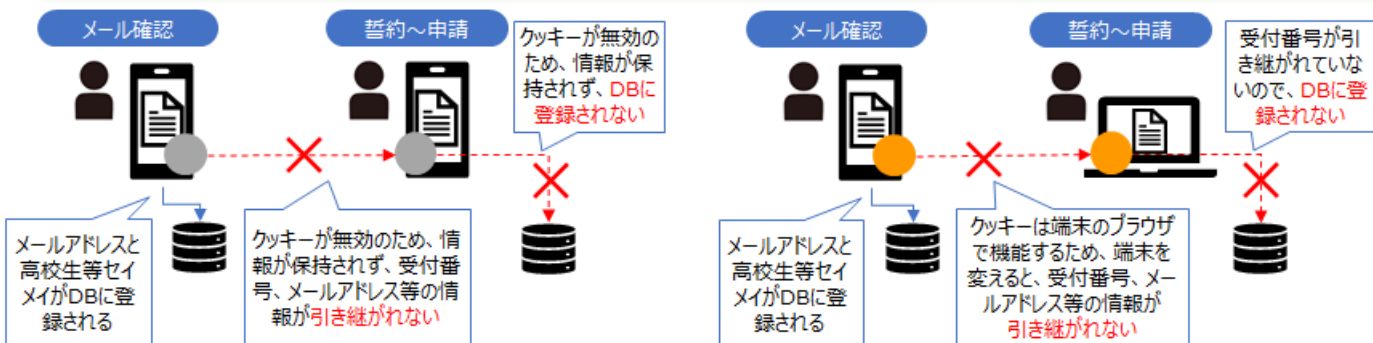 メール確認
誓約～申請
クッキーが無効の
ため、情報が保
持されず、DBに
登録されない
メールアドレスと
高校生等セイ
メイがDBに登
録される
クッキーが無効のため、情
報が保持されず、受付番
号、メールアドレス等の情
報が引き継がれない
メール確認
誓約～申請
受付番号が引
き継がれていな
いので、DBに登
録されない
メールアドレスと
高校生等セイ
メイがDBに登
録される
クッキーは端末のブラウザ
で機能するため、端末を
変えると、受付番号、メー
ルアドレス等の情報が
引き継がれない